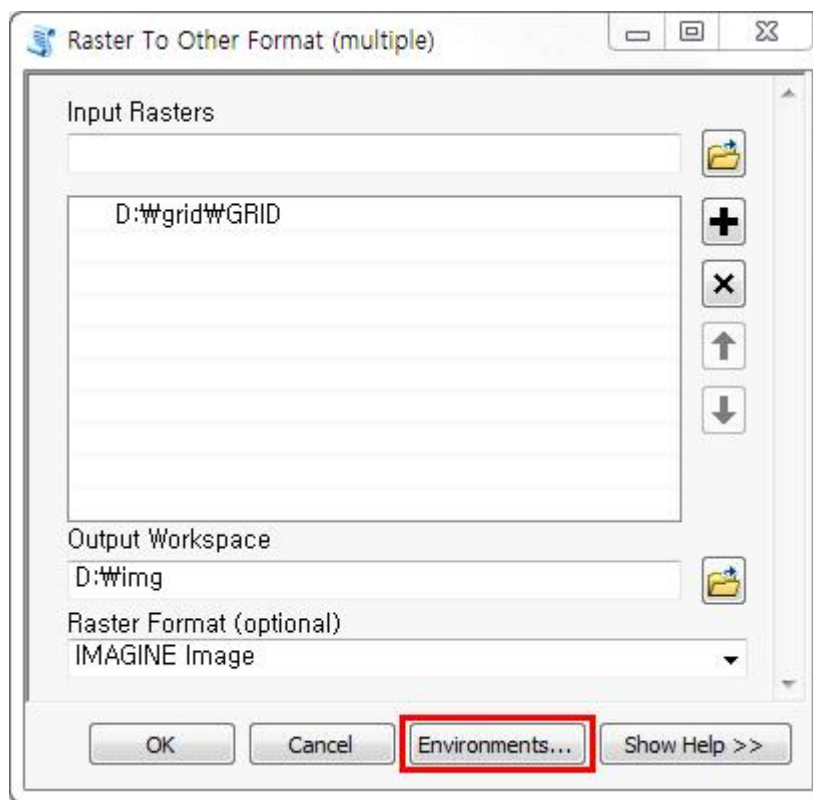 Raster To Other Format (multiple)
Input Rasters
D:₩grid₩GRID
Output Workspace
D:₩img
Raster Format (optional)
IMAGINE Image
OK Cancel Environments... Show Help >>